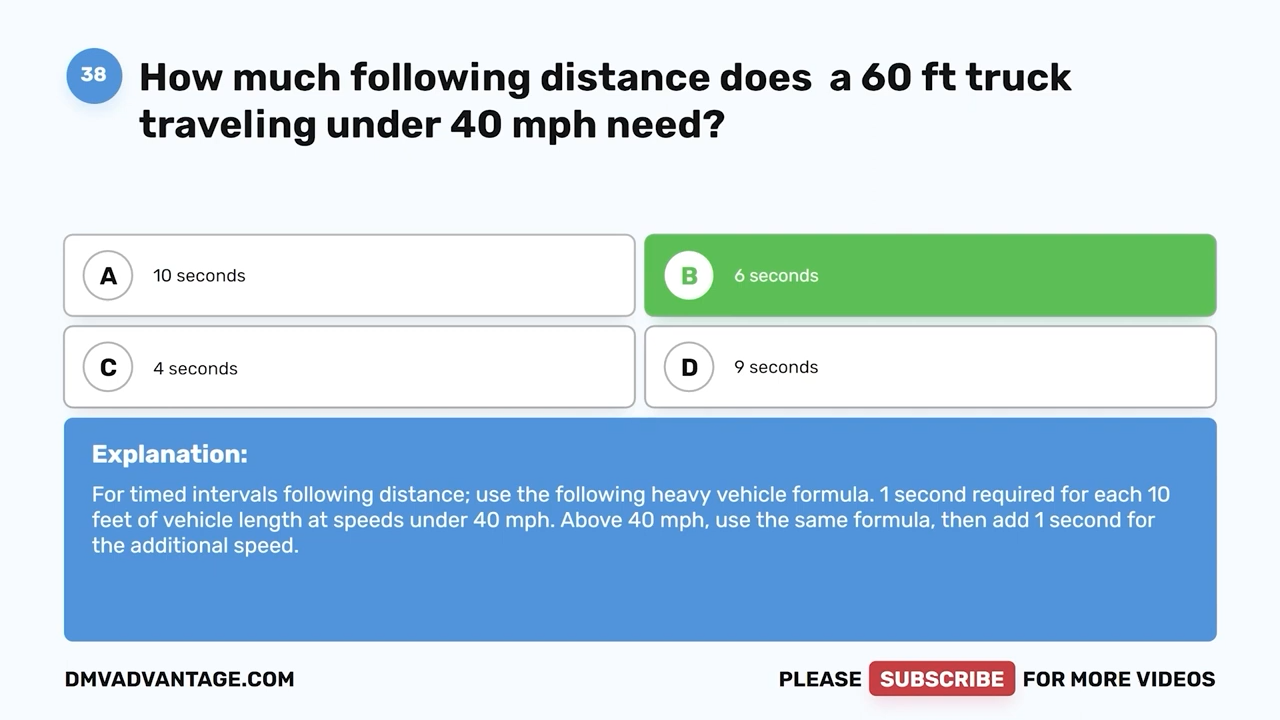 38
How much following distance does  a 60 ft truck
traveling under 40 mph need?
A
10 seconds
B
6 seconds
C
4 seconds
D
9 seconds
Explanation:
For timed intervals following distance; use the following heavy vehicle formula. 1 second required for each 10
feet of vehicle length at speeds under 40 mph. Above 40 mph, use the same formula, then add 1 second for
the additional speed.
DMVADVANTAGE.COM
PLEASE SUBSCRIBE FOR MORE VIDEOS